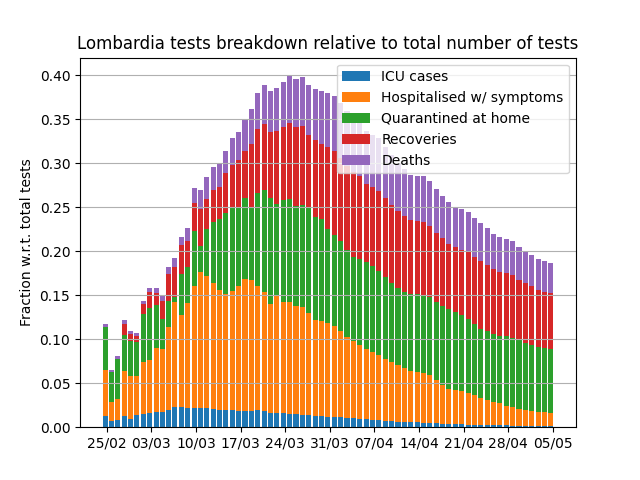 Lombardia tests breakdown relative to total number of tests
ICU cases
Hospitalised w/ symptoms
Quarantined at home
Recoveries
Deaths
Fraction w.r.t. total tests
0.40
0.35
0.30
0.25
0.20
0.15
0.10
0.05
0.00
25/02 03/03 10/03 17/03 24/03 31/03 07/04 14/04 21/04 28/04 05/05